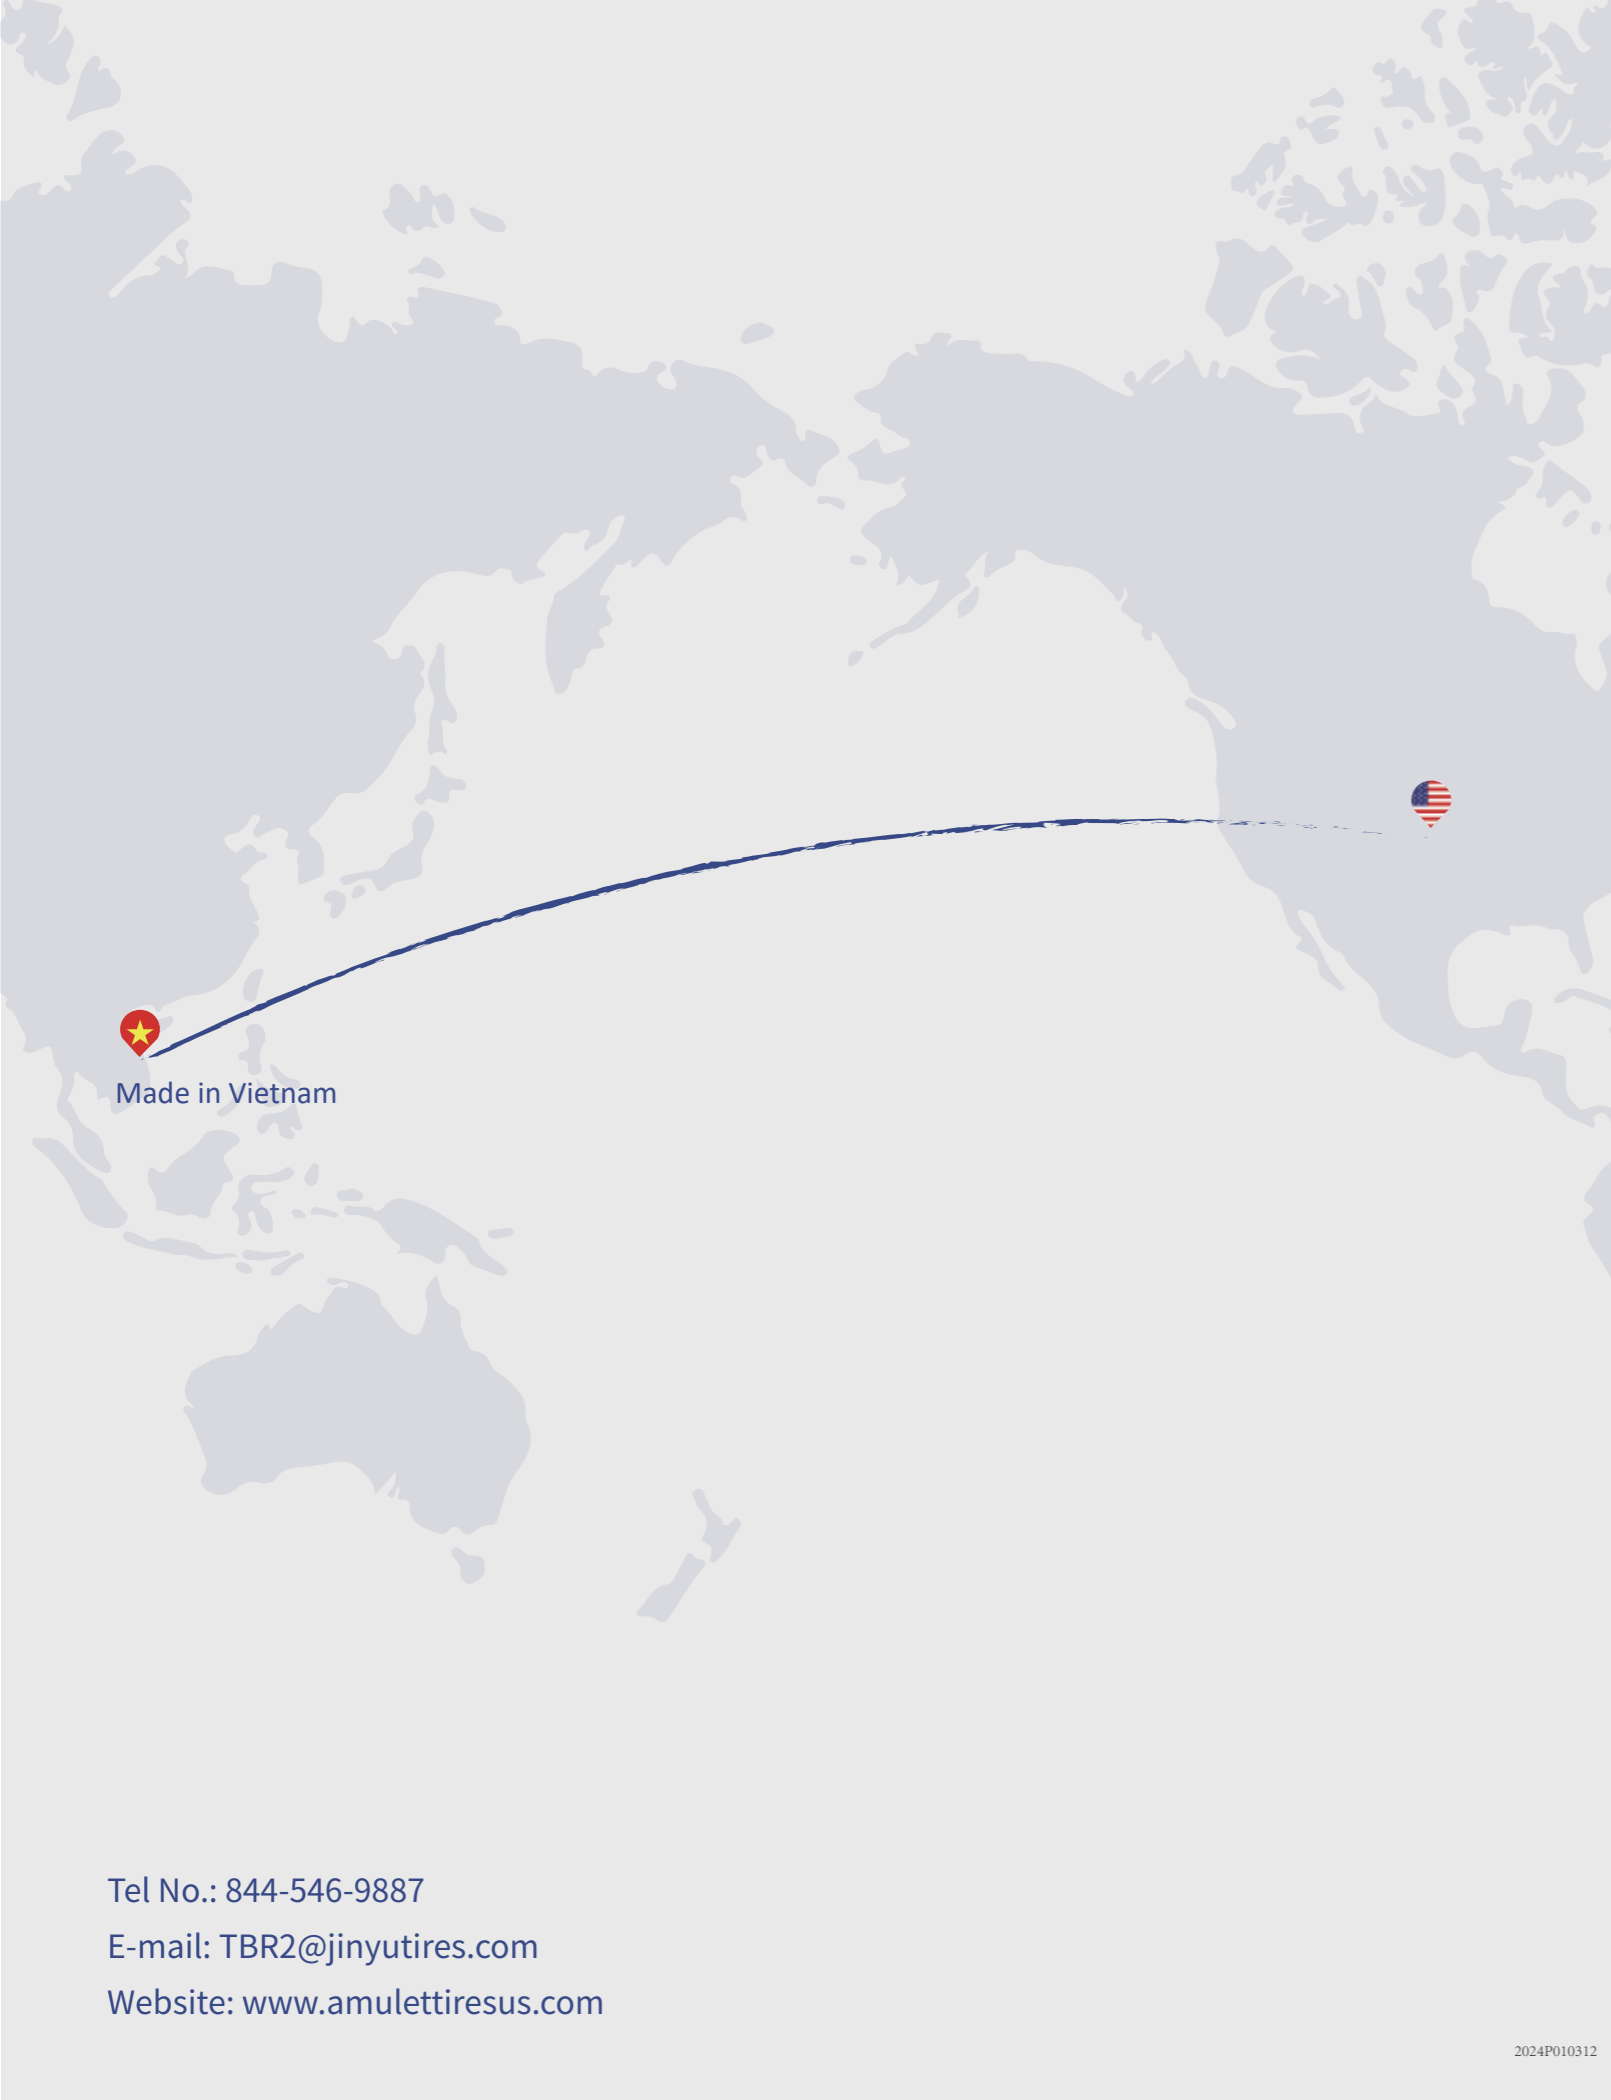 Made in Vietnam
Tel No.: 844-546-9887
E-mail: TBR2@jinyutires.com
Website: www.amulettiresus.com
2024P010312